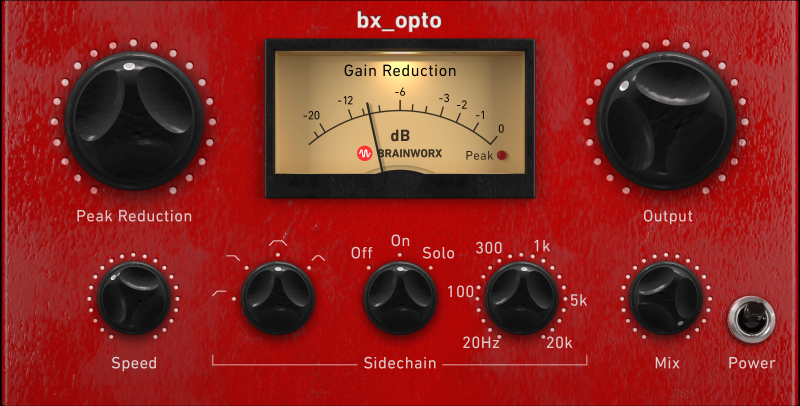 bx_opto
Gain Reduction
-20 -12 -6 -3 -2 -1 0
dB
BRAINWORX
Peak
Peak Reduction
Output
Off On Solo
300 1k
100 5k
20Hz 20k
Speed
Sidechain
Mix
Power